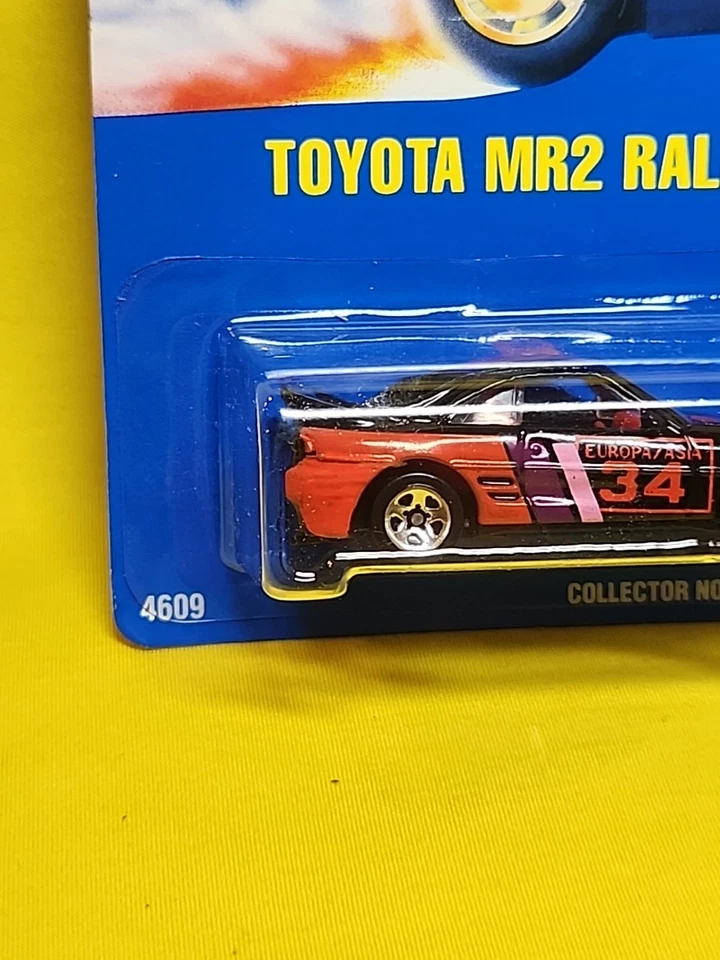 TOYOTA MR2 RAL
EUROPA/ASIA
34
4609
COLLECTOR NO